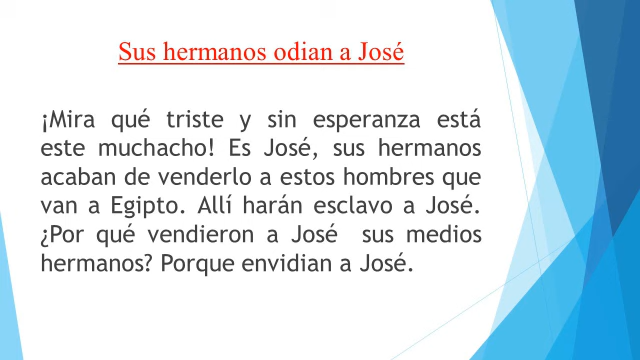 Sus hermanos odian a José
¡Mira qué triste y sin esperanza está
este muchacho! Es José, sus hermanos
acaban de venderlo a estos hombres que
van a Egipto. Allí harán esclavo a José.
¿Por qué vendieron a José  sus medios
hermanos? Porque envidian a José.